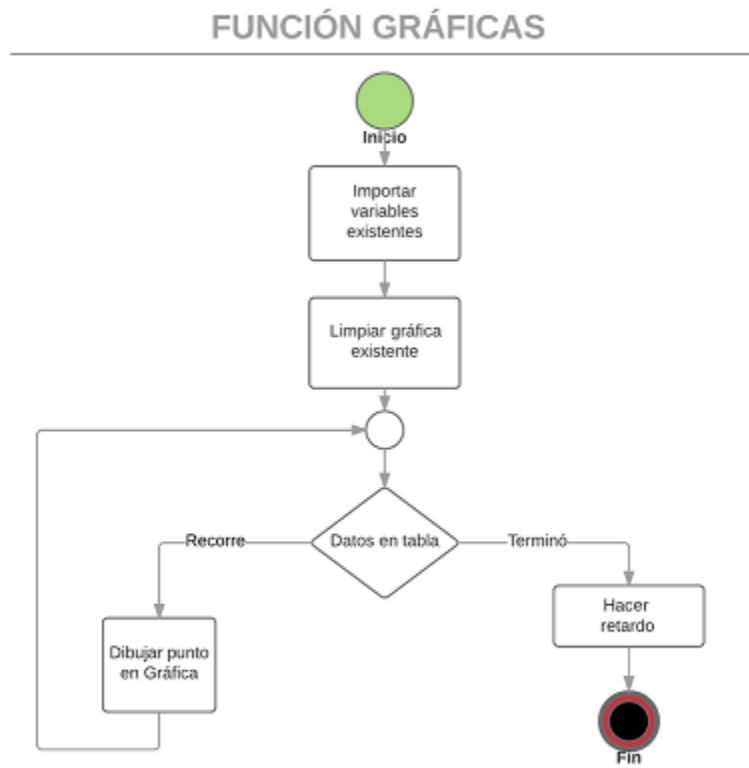 FUNCIÓN GRÁFICAS
Inicio
Importar
variables
existentes
Limpiar gráfica
existente
Datos en tabla
Recorre
Terminó
Dibujar punto
en Gráfica
Hacer
retardo
Fin